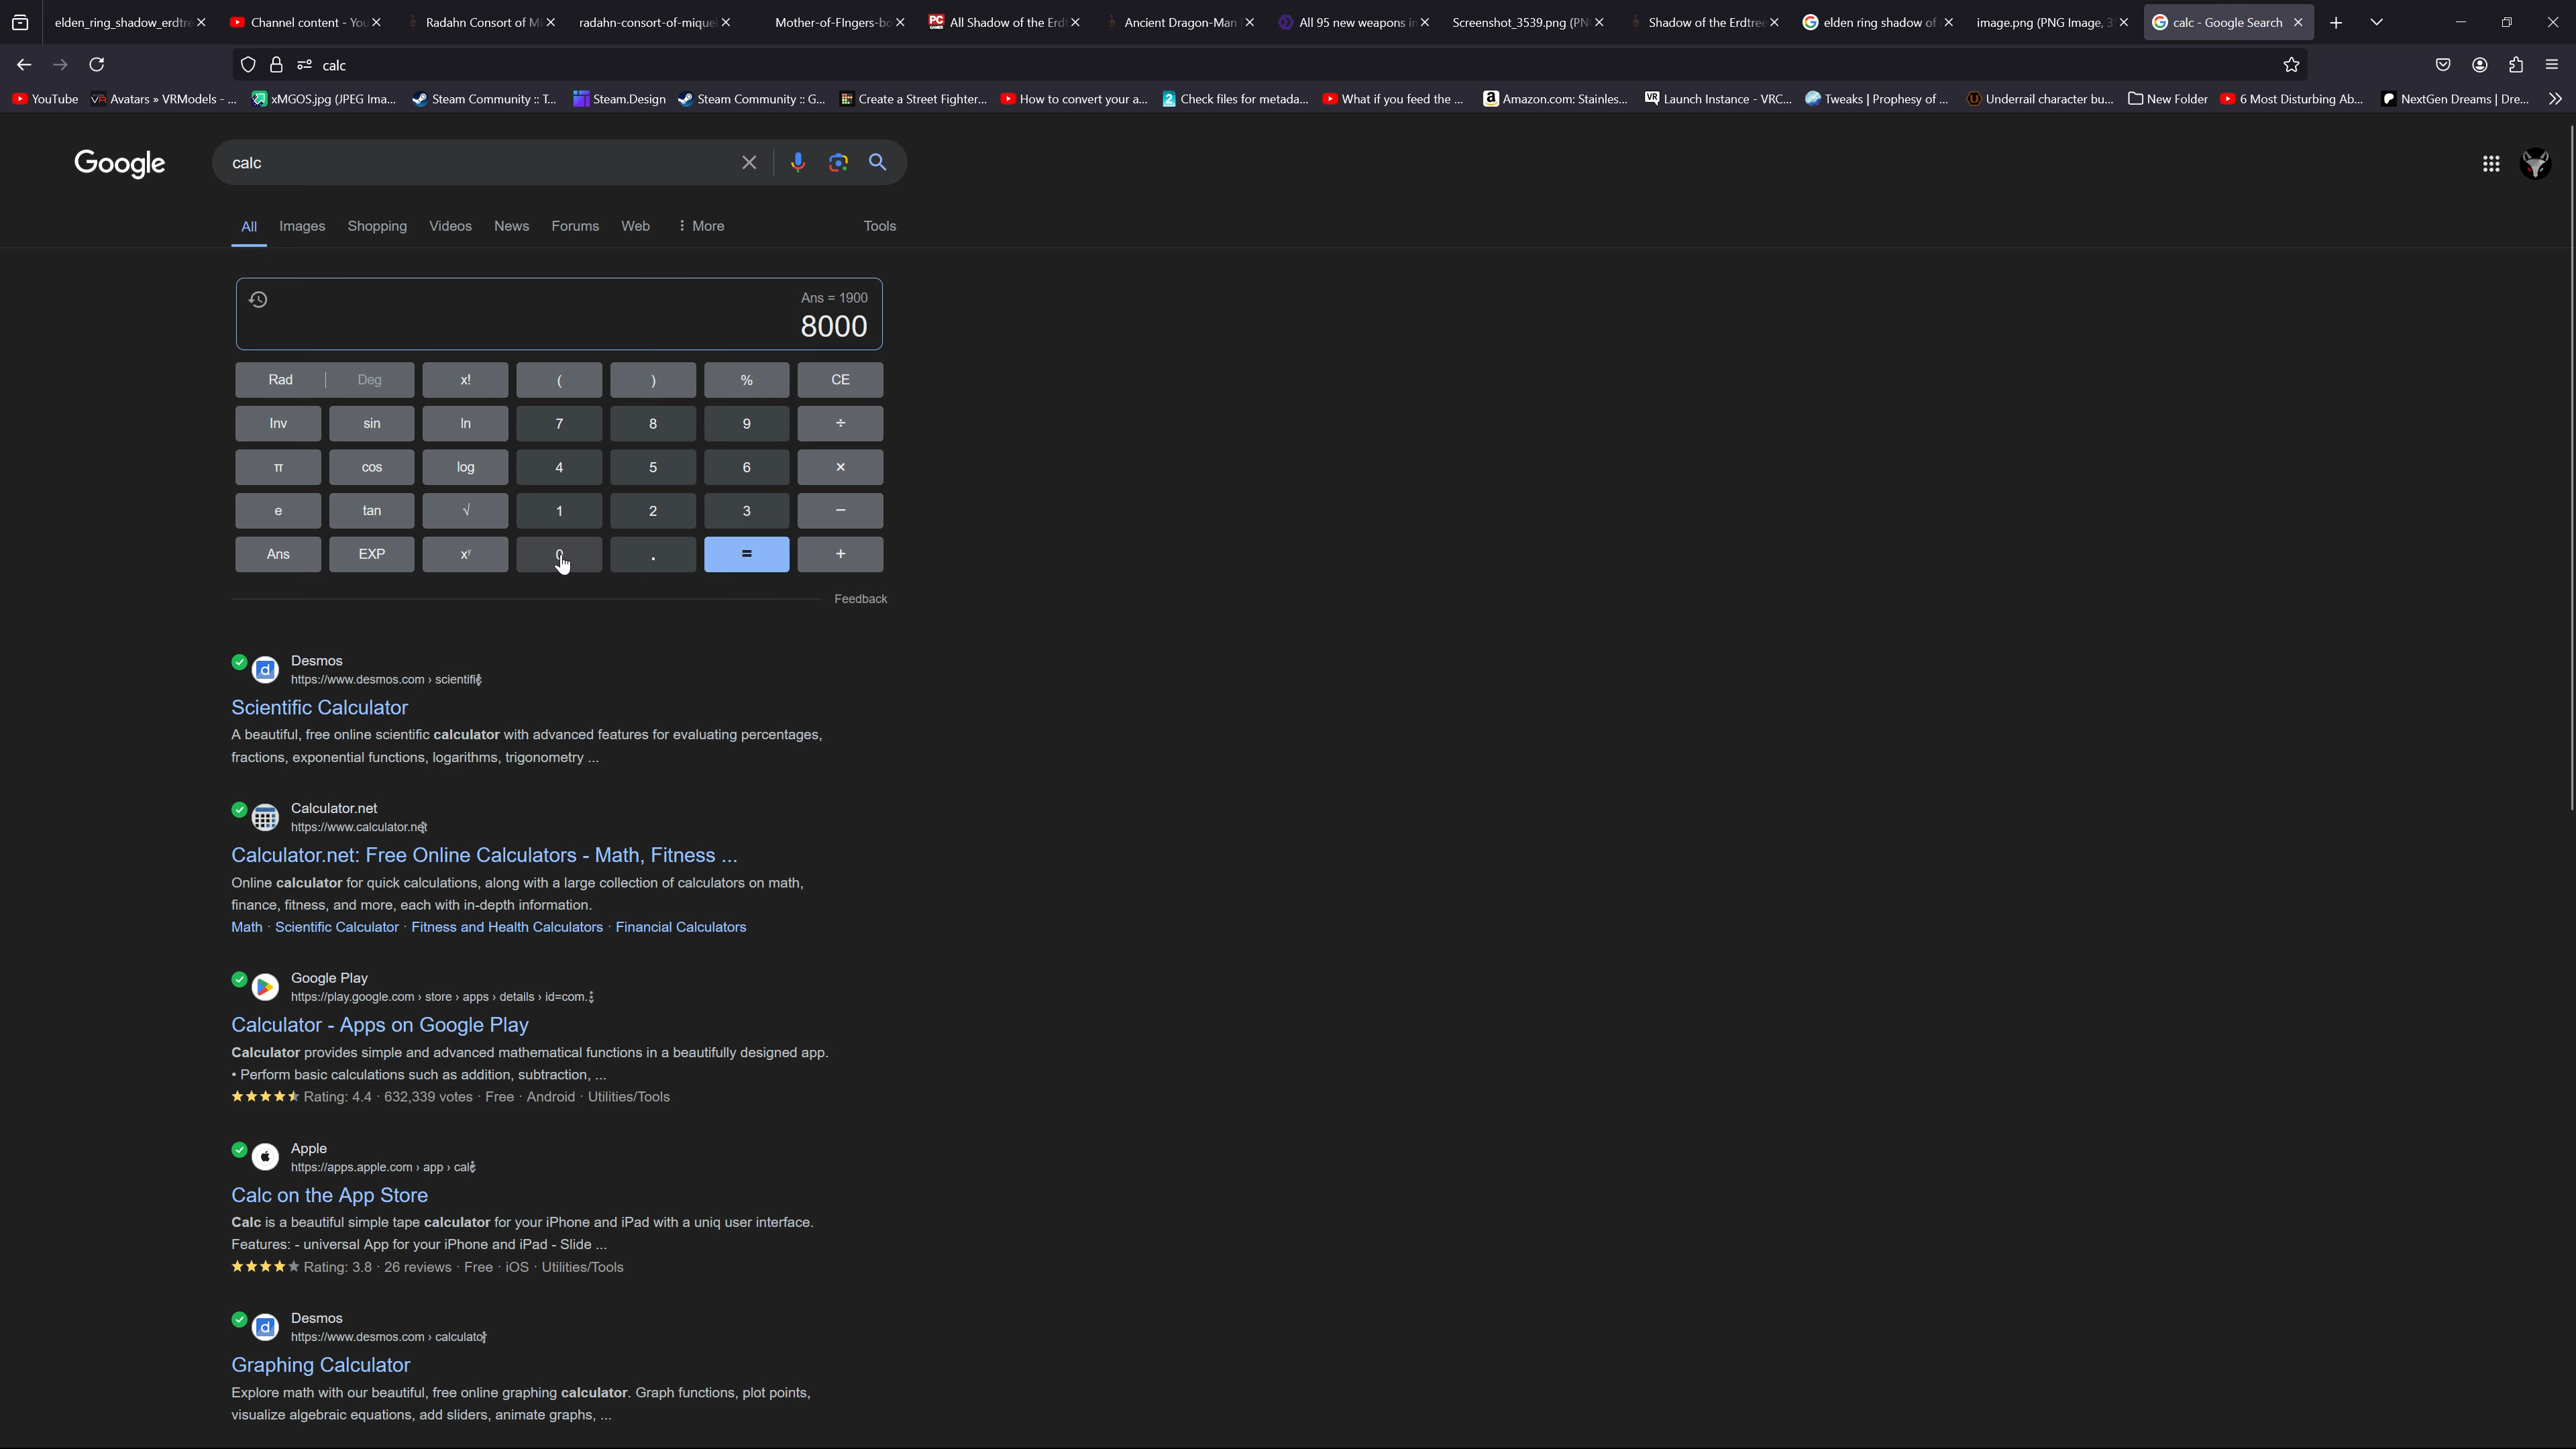 elden_ring_shadow_erdtre
Channel content - You
Radahn Consort of Mi
radahn-consort-of-miquel
Mother-of-FIngers-bo
All Shadow of the Erdt
Ancient Dragon-Man
All 95 new weapons in
Screenshot_3539.png (PN
Shadow of the Erdtree
elden ring shadow of
image.png (PNG Image, 3
calc - Google Search
calc
YouTube
Avatars » VRModels - ...
xMGOS.jpg (JPEG Ima...
Steam Community :: T...
Steam.Design
Steam Community :: G...
Create a Street Fighter...
How to convert your a...
Check files for metada...
What if you feed the ...
Amazon.com: Stainles...
Launch Instance - VRC...
Tweaks | Prophesy of ...
Underrail character bu...
New Folder
6 Most Disturbing Ab...
NextGen Dreams | Dre...
Google
calc
All Images Shopping Videos News Forums Web More Tools
Ans = 1900
8000
Rad Deg x! ( ) % CE
Inv sin ln 7 8 9 ÷
π cos log 4 5 6 ×
e tan √ 1 2 3 −
Ans EXP xʸ 0 . = +
Feedback
Desmos
https://www.desmos.com › scientific
Scientific Calculator
A beautiful, free online scientific calculator with advanced features for evaluating percentages,
fractions, exponential functions, logarithms, trigonometry ...
Calculator.net
https://www.calculator.net
Calculator.net: Free Online Calculators - Math, Fitness ...
Online calculator for quick calculations, along with a large collection of calculators on math,
finance, fitness, and more, each with in-depth information.
Math · Scientific Calculator · Fitness and Health Calculators · Financial Calculators
Google Play
https://play.google.com › store › apps › details › id=com.
Calculator - Apps on Google Play
Calculator provides simple and advanced mathematical functions in a beautifully designed app.
• Perform basic calculations such as addition, subtraction, ...
Rating: 4.4 · 632,339 votes · Free · Android · Utilities/Tools
Apple
https://apps.apple.com › app › calc
Calc on the App Store
Calc is a beautiful simple tape calculator for your iPhone and iPad with a uniq user interface.
Features: - universal App for your iPhone and iPad - Slide ...
Rating: 3.8 · 26 reviews · Free · iOS · Utilities/Tools
Desmos
https://www.desmos.com › calculator
Graphing Calculator
Explore math with our beautiful, free online graphing calculator. Graph functions, plot points,
visualize algebraic equations, add sliders, animate graphs, ...